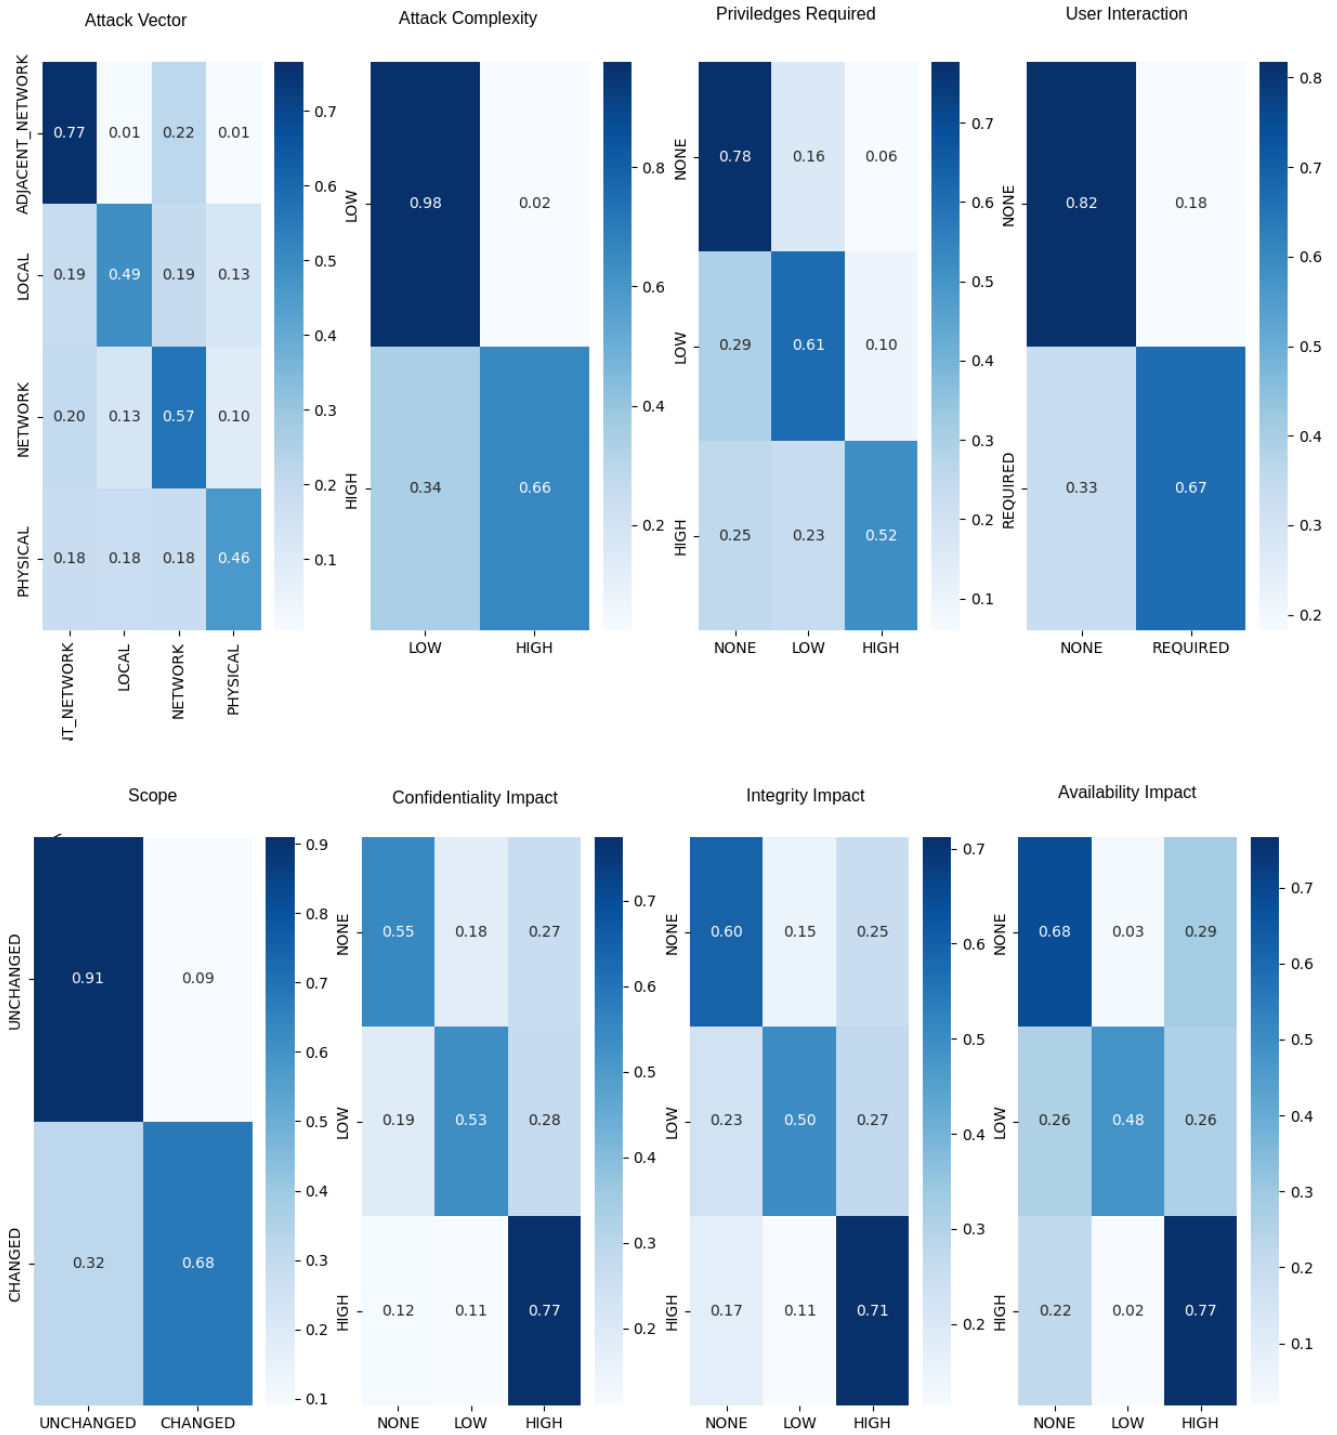 Attack Vector
Attack Complexity
Priviledges Required
User Interaction
ADJACENT_NETWORK
LOCAL
NETWORK
PHYSICAL
0.77 0.01 0.22 0.01
0.19 0.49 0.19 0.13
0.20 0.13 0.57 0.10
0.18 0.18 0.18 0.46
IT_NETWORK
LOCAL
NETWORK
PHYSICAL
0.7
0.6
0.5
0.4
0.3
0.2
0.1
LOW
HIGH
0.98 0.02
0.34 0.66
LOW HIGH
0.8
0.6
0.4
0.2
NONE
LOW
HIGH
0.78 0.16 0.06
0.29 0.61 0.10
0.25 0.23 0.52
NONE LOW HIGH
0.7
0.6
0.5
0.4
0.3
0.2
0.1
NONE
REQUIRED
0.82 0.18
0.33 0.67
NONE REQUIRED
0.8
0.7
0.6
0.5
0.4
0.3
0.2
Scope
Confidentiality Impact
Integrity Impact
Availability Impact
UNCHANGED
CHANGED
0.91 0.09
0.32 0.68
UNCHANGED CHANGED
0.9
0.8
0.7
0.6
0.5
0.4
0.3
0.2
0.1
NONE
LOW
HIGH
0.55 0.18 0.27
0.19 0.53 0.28
0.12 0.11 0.77
NONE LOW HIGH
0.7
0.6
0.5
0.4
0.3
0.2
NONE
LOW
HIGH
0.60 0.15 0.25
0.23 0.50 0.27
0.17 0.11 0.71
NONE LOW HIGH
0.7
0.6
0.5
0.4
0.3
0.2
NONE
LOW
HIGH
0.68 0.03 0.29
0.26 0.48 0.26
0.22 0.02 0.77
NONE LOW HIGH
0.7
0.6
0.5
0.4
0.3
0.2
0.1